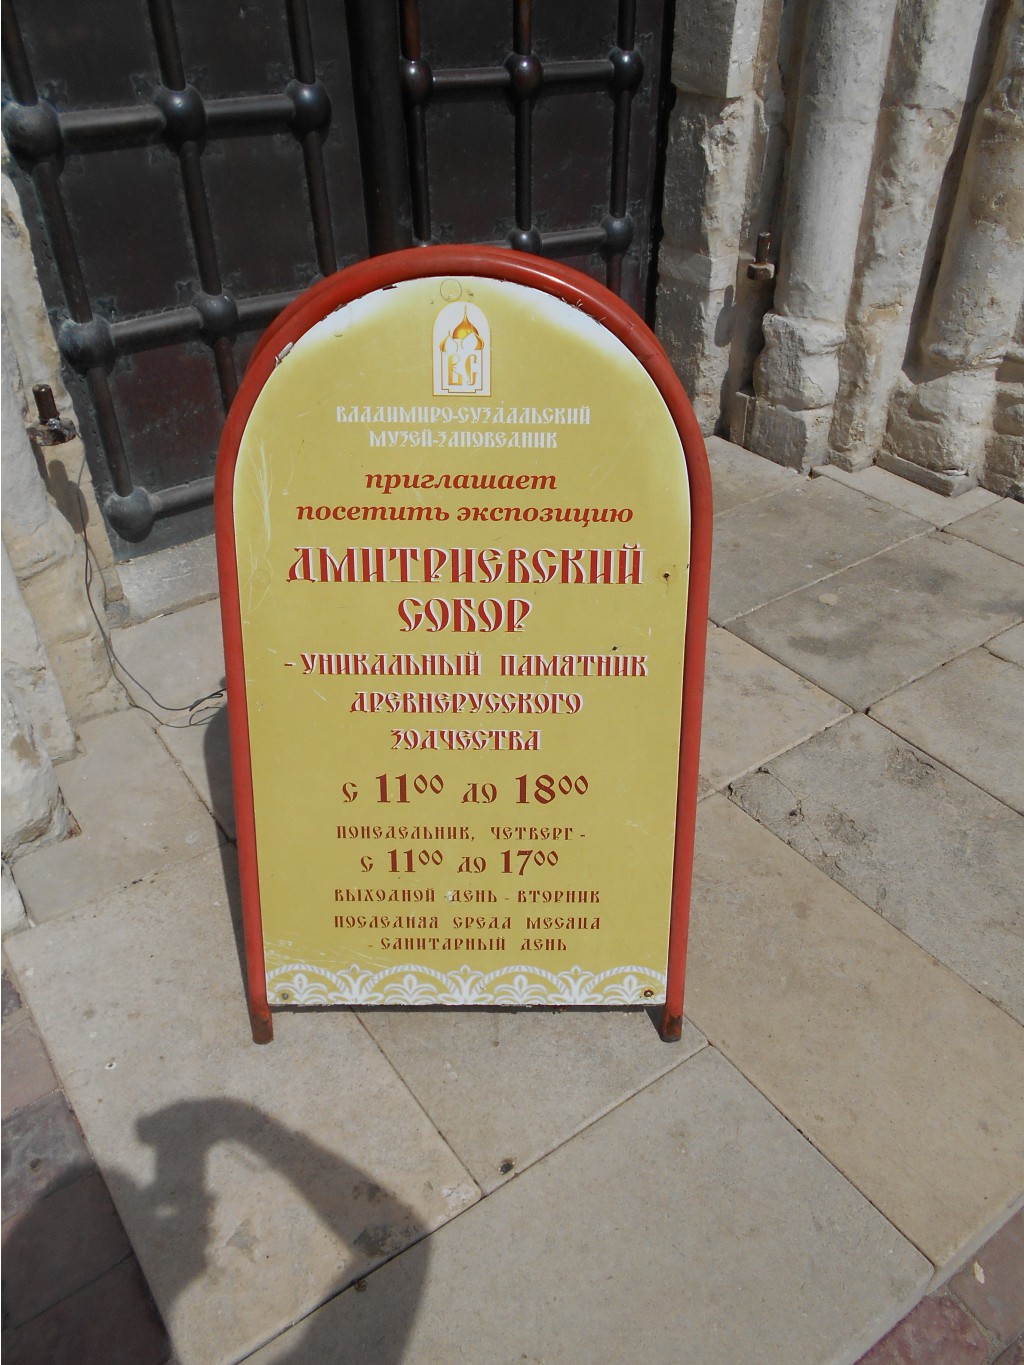 ВС
ВЛАДИМИРО-СУЗДАЛЬСКИЙ
МУЗЕЙ-ЗАПОВЕДНИК
приглашает
посетить экспозицию
ДМИТРИЕВСКИЙ
СОБОР
- УНИКАЛЬНЫЙ ПАМЯТНИК
ДРЕВНЕРУССКОГО
ЗОДЧЕСТВА
С 11⁰⁰ ДО 18⁰⁰
ПОНЕДЕЛЬНИК, ЧЕТВЕРГ -
С 11⁰⁰ ДО 17⁰⁰
ВЫХОДНОЙ ДЕНЬ - ВТОРНИК
ПОСЛЕДНЯЯ СРЕДА МЕСЯЦА
- САНИТАРНЫЙ ДЕНЬ